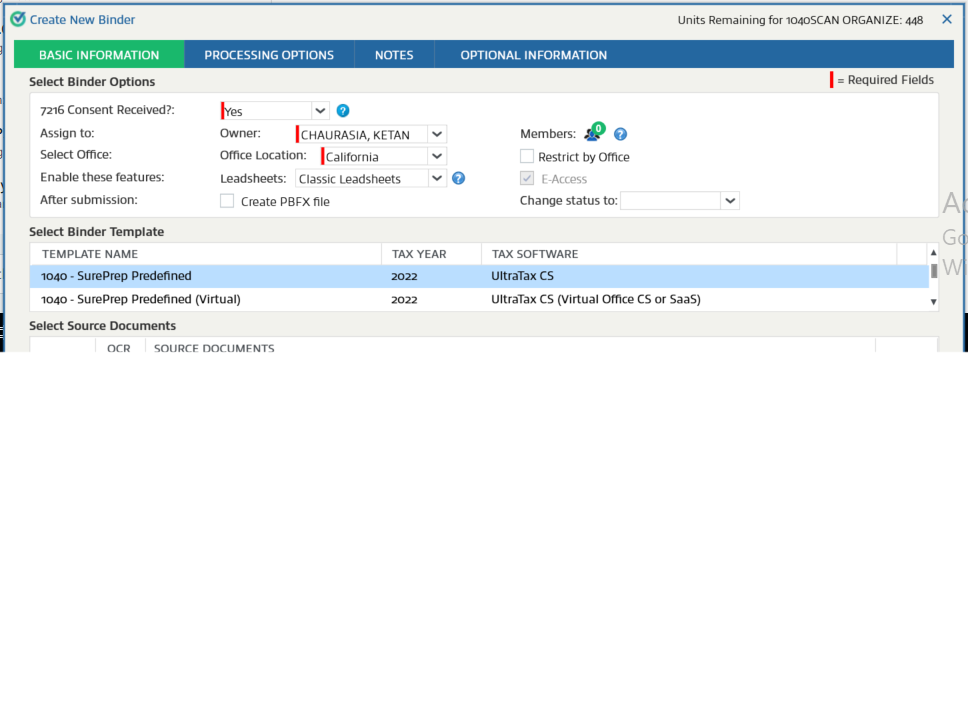 Create New Binder
Units Remaining for 1040SCAN ORGANIZE: 448
BASIC INFORMATION PROCESSING OPTIONS NOTES OPTIONAL INFORMATION
Select Binder Options
= Required Fields
7216 Consent Received?: Yes
Assign to: Owner: CHAURASIA, KETAN Members: 0
Select Office: Office Location: California Restrict by Office
Enable these features: Leadsheets: Classic Leadsheets E-Access
After submission: Create PBFX file Change status to:
Select Binder Template
TEMPLATE NAME TAX YEAR TAX SOFTWARE
1040 - SurePrep Predefined 2022 UltraTax CS
1040 - SurePrep Predefined (Virtual) 2022 UltraTax CS (Virtual Office CS or SaaS)
Select Source Documents
OCR SOURCE DOCUMENTS